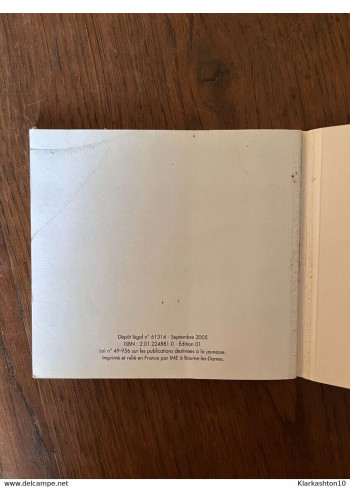 Dépôt légal n° 61314 - Septembre 2005
ISBN : 2.01.224881.0 - Édition 01
Loi n° 49-956 sur les publications destinées à la jeunesse.
Imprimé et relié en France par IME à Baume-les-Dames.
delcampe.net
Klarkashton10